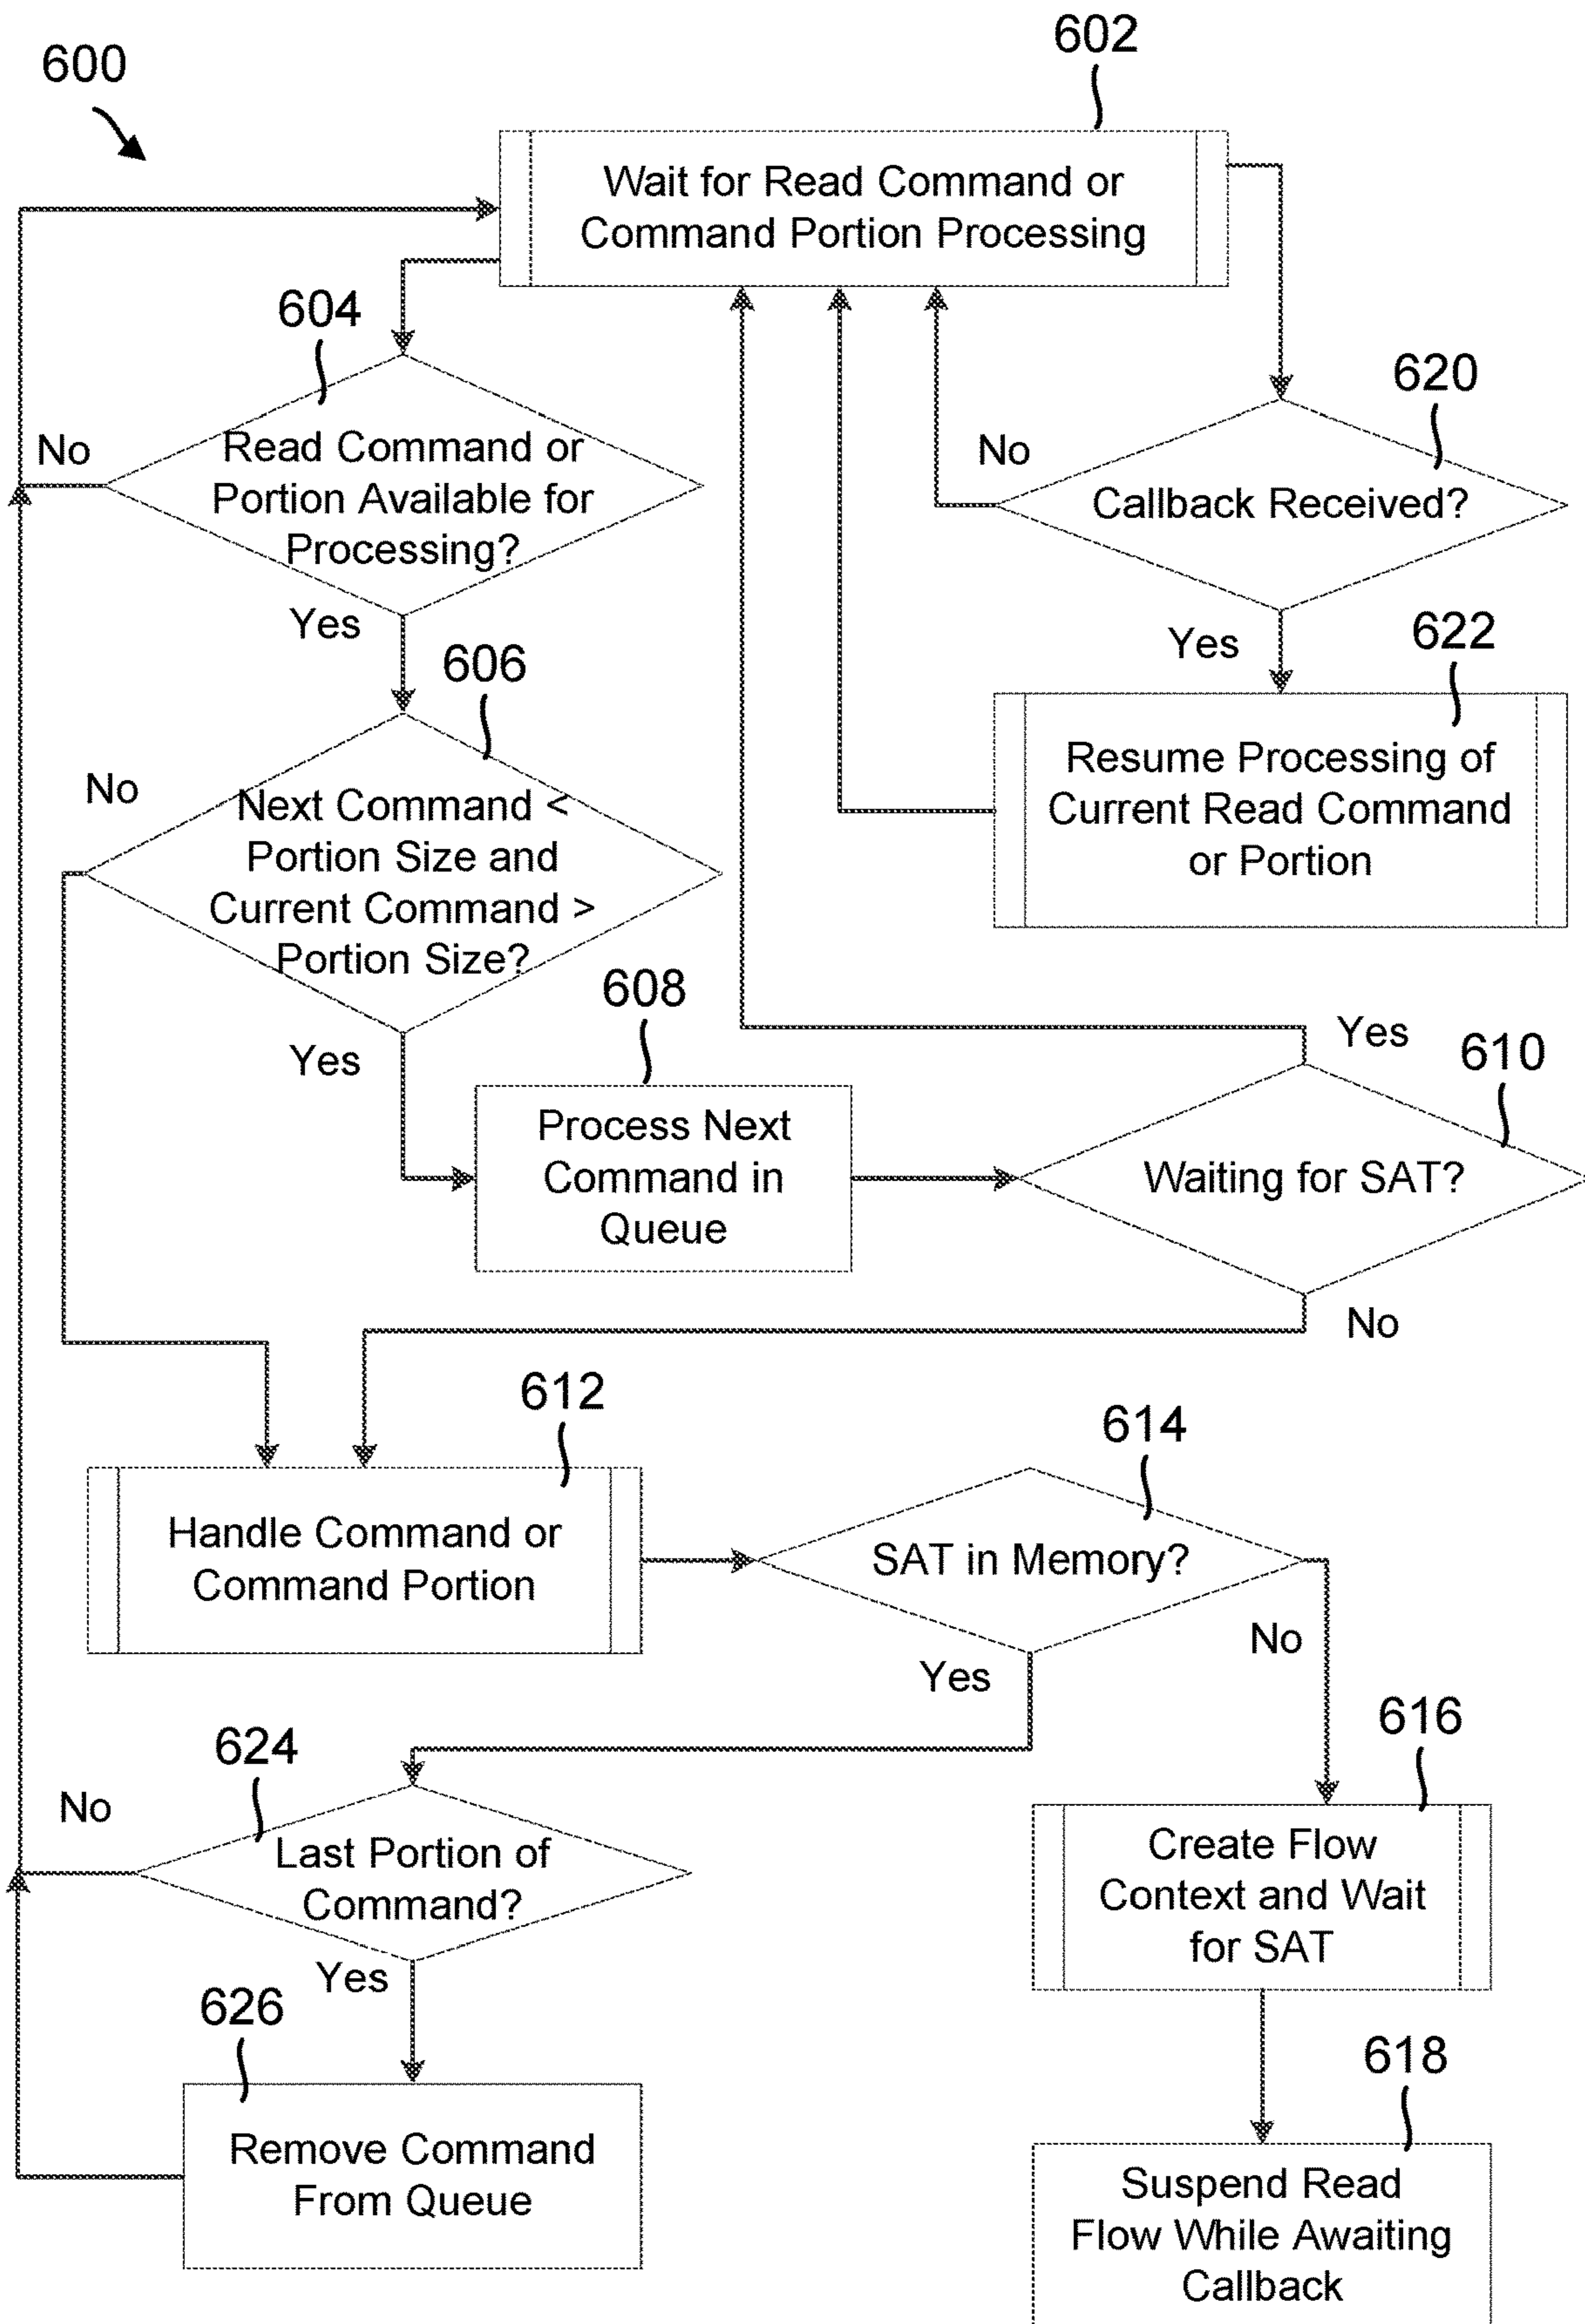 602
600
Wait for Read Command or
Command Portion Processing
604
620
No
Read Command or
Portion Available for
Processing?
No
Callback Received?
Yes
606
Yes
622
No
Next Command <
Portion Size and
Current Command >
Portion Size?
Resume Processing of
Current Read Command
or Portion
608
Yes
Yes
610
Process Next
Command in
Queue
Waiting for SAT?
No
612
614
Handle Command or
Command Portion
SAT in Memory?
No
Yes
616
624
No
Last Portion of
Command?
Create Flow
Context and Wait
for SAT
Yes
626
618
Remove Command
From Queue
Suspend Read
Flow While Awaiting
Callback